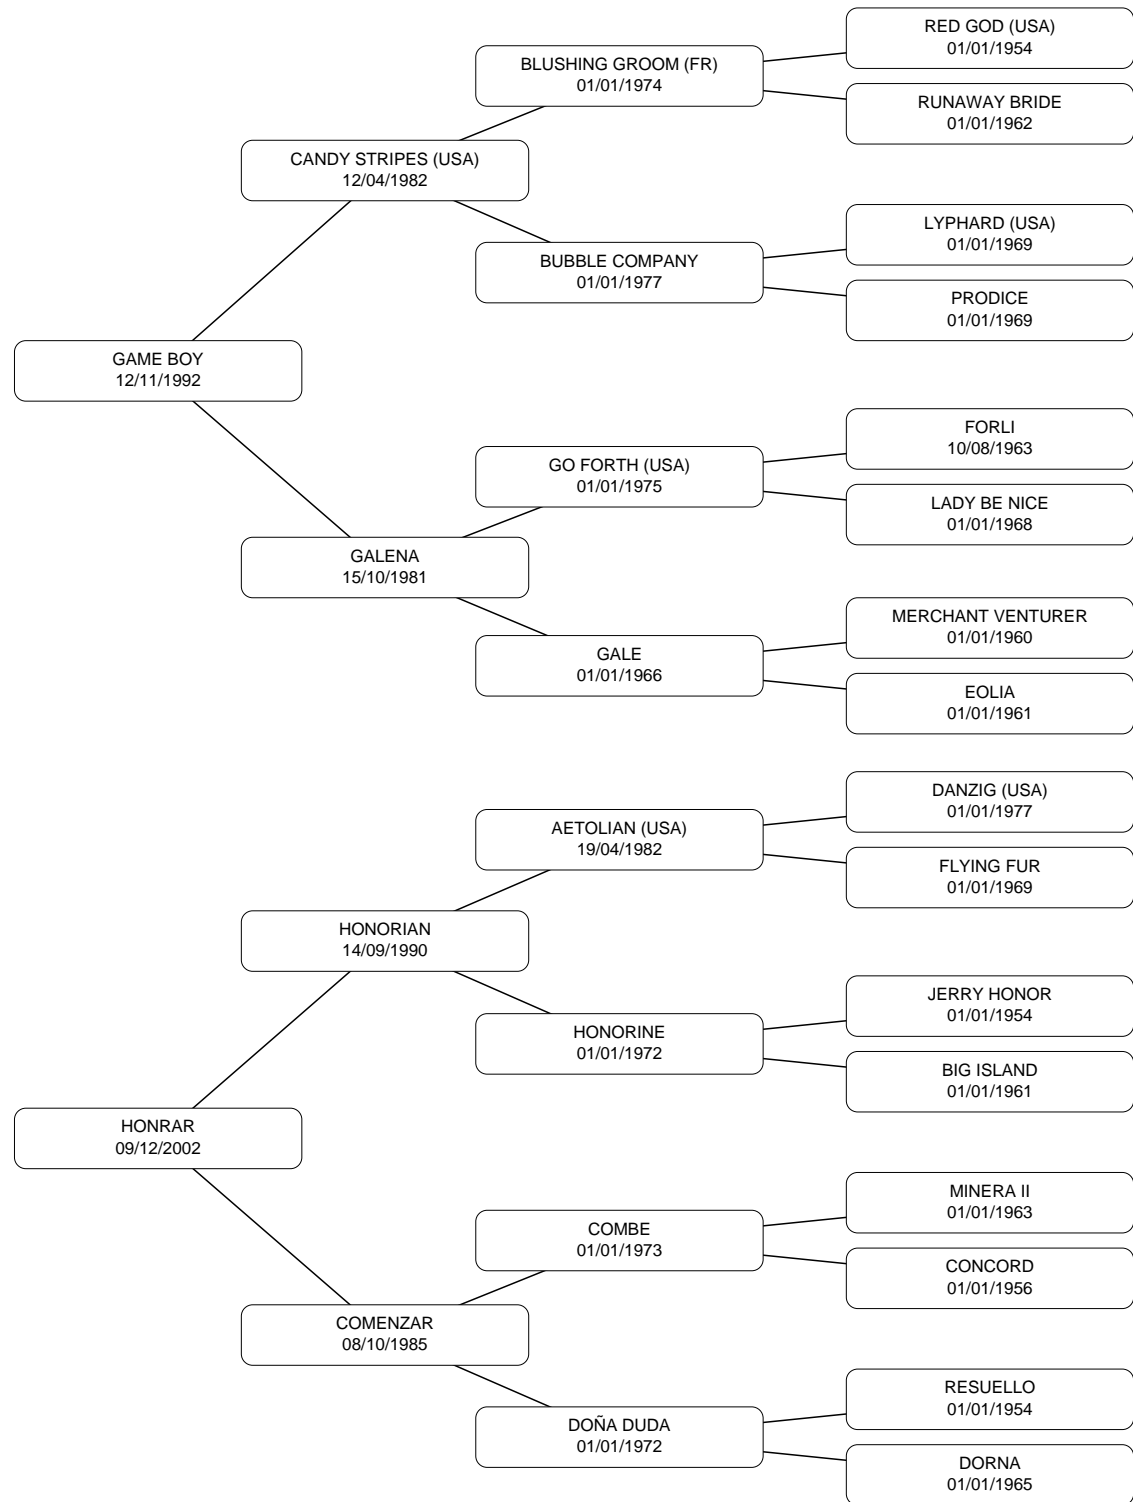 RED GOD (USA)
01/01/1954
BLUSHING GROOM (FR)
01/01/1974
RUNAWAY BRIDE
01/01/1962
CANDY STRIPES (USA)
12/04/1982
LYPHARD (USA)
01/01/1969
BUBBLE COMPANY
01/01/1977
PRODICE
01/01/1969
GAME BOY
12/11/1992
FORLI
10/08/1963
GO FORTH (USA)
01/01/1975
LADY BE NICE
01/01/1968
GALENA
15/10/1981
MERCHANT VENTURER
01/01/1960
GALE
01/01/1966
EOLIA
01/01/1961
DANZIG (USA)
01/01/1977
AETOLIAN (USA)
19/04/1982
FLYING FUR
01/01/1969
HONORIAN
14/09/1990
JERRY HONOR
01/01/1954
HONORINE
01/01/1972
BIG ISLAND
01/01/1961
HONRAR
09/12/2002
MINERA II
01/01/1963
COMBE
01/01/1973
CONCORD
01/01/1956
COMENZAR
08/10/1985
RESUELLO
01/01/1954
DOÑA DUDA
01/01/1972
DORNA
01/01/1965